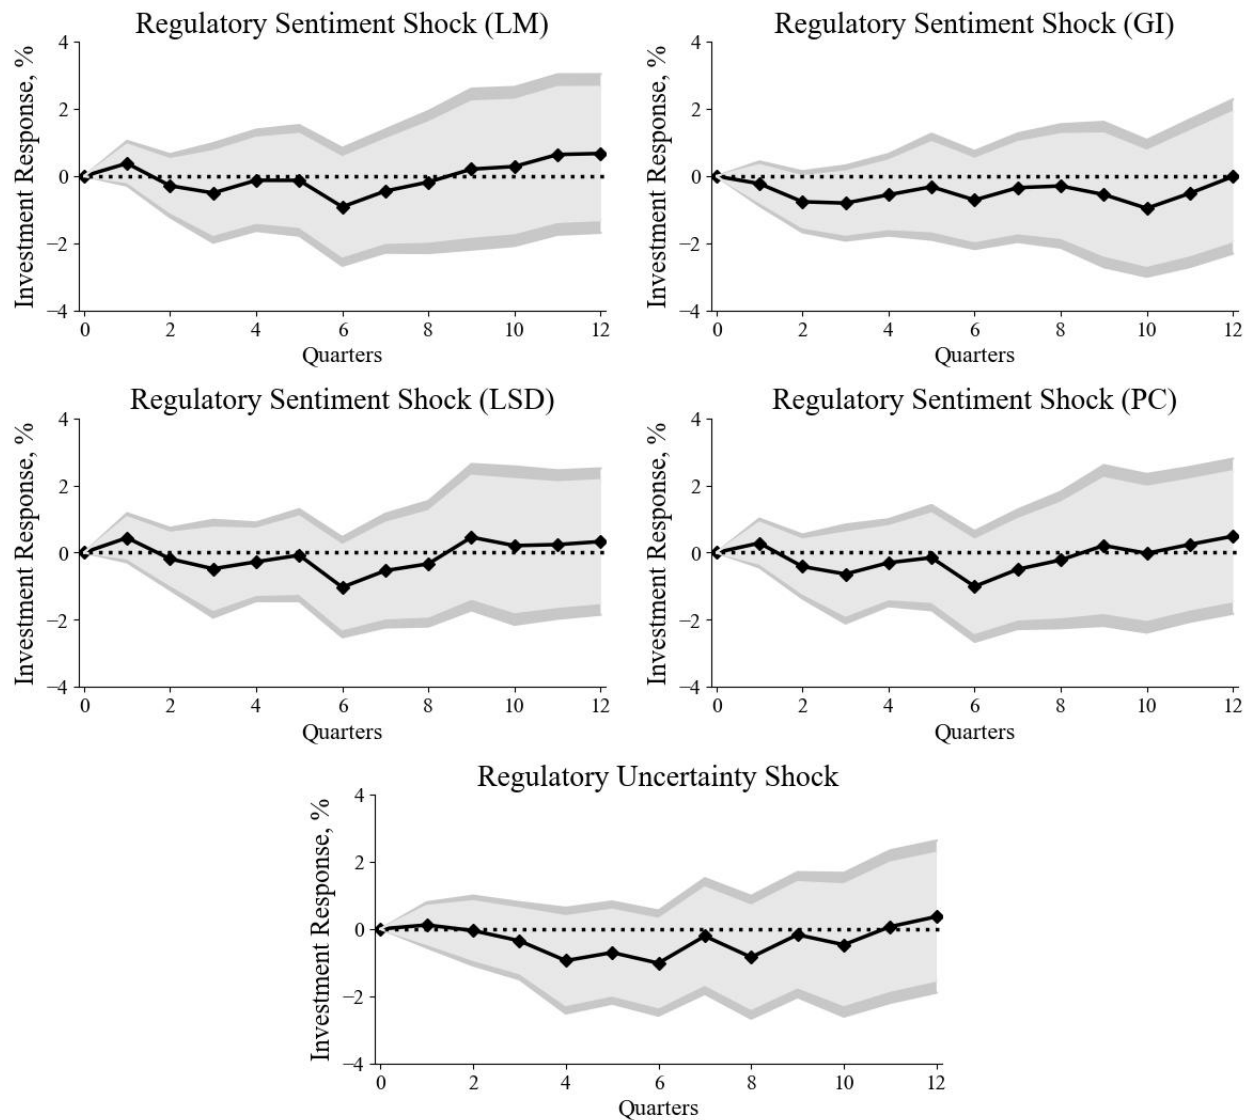 Regulatory Sentiment Shock (LM)
Investment Response, %
4
2
0
−2
−4
0 2 4 6 8 10 12
Quarters
Regulatory Sentiment Shock (GI)
Investment Response, %
4
2
0
−2
−4
0 2 4 6 8 10 12
Quarters
Regulatory Sentiment Shock (LSD)
Investment Response, %
4
2
0
−2
−4
0 2 4 6 8 10 12
Quarters
Regulatory Sentiment Shock (PC)
Investment Response, %
4
2
0
−2
−4
0 2 4 6 8 10 12
Quarters
Regulatory Uncertainty Shock
Investment Response, %
4
2
0
−2
−4
0 2 4 6 8 10 12
Quarters